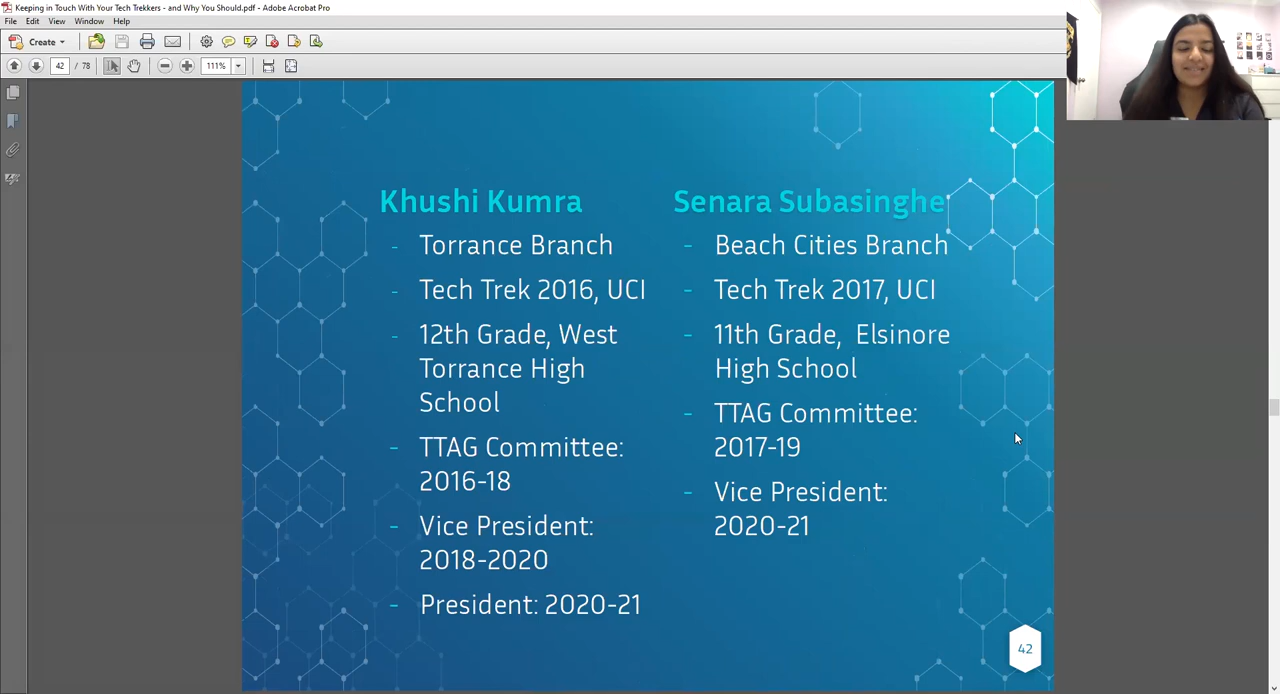 Keeping in Touch With Your Tech Trekkers - and Why You Should.pdf - Adobe Acrobat Pro
File Edit View Window Help
Create
42 / 78 111%
Khushi Kumra
- Torrance Branch
- Tech Trek 2016, UCI
- 12th Grade, West
Torrance High
School
- TTAG Committee:
2016-18
- Vice President:
2018-2020
- President: 2020-21
Senara Subasinghe
- Beach Cities Branch
- Tech Trek 2017, UCI
- 11th Grade, Elsinore
High School
- TTAG Committee:
2017-19
- Vice President:
2020-21
42